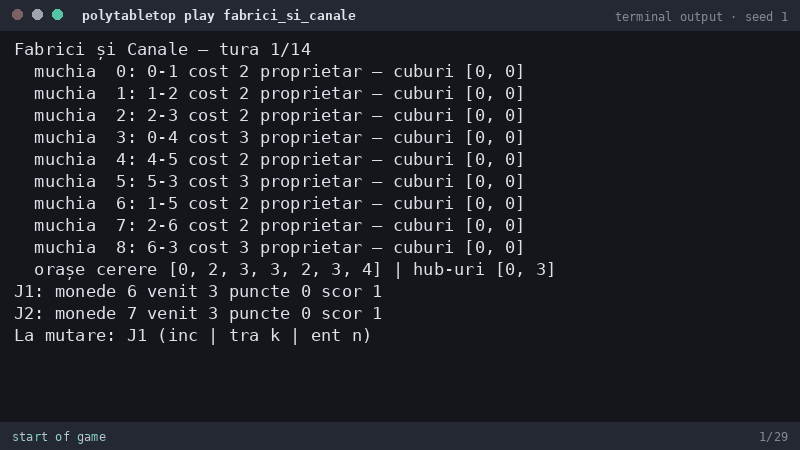 polytabletop play fabrici_si_canale
terminal output · seed 1
Fabrici și Canale — tura 1/14
muchia 0: 0-1 cost 2 proprietar — cuburi [0, 0]
muchia 1: 1-2 cost 2 proprietar — cuburi [0, 0]
muchia 2: 2-3 cost 2 proprietar — cuburi [0, 0]
muchia 3: 0-4 cost 3 proprietar — cuburi [0, 0]
muchia 4: 4-5 cost 2 proprietar — cuburi [0, 0]
muchia 5: 5-3 cost 3 proprietar — cuburi [0, 0]
muchia 6: 1-5 cost 2 proprietar — cuburi [0, 0]
muchia 7: 2-6 cost 2 proprietar — cuburi [0, 0]
muchia 8: 6-3 cost 3 proprietar — cuburi [0, 0]
orașe cerere [0, 2, 3, 3, 2, 3, 4] | hub-uri [0, 3]
J1: monede 6 venit 3 puncte 0 scor 1
J2: monede 7 venit 3 puncte 0 scor 1
La mutare: J1 (inc | tra k | ent n)
start of game
1/29